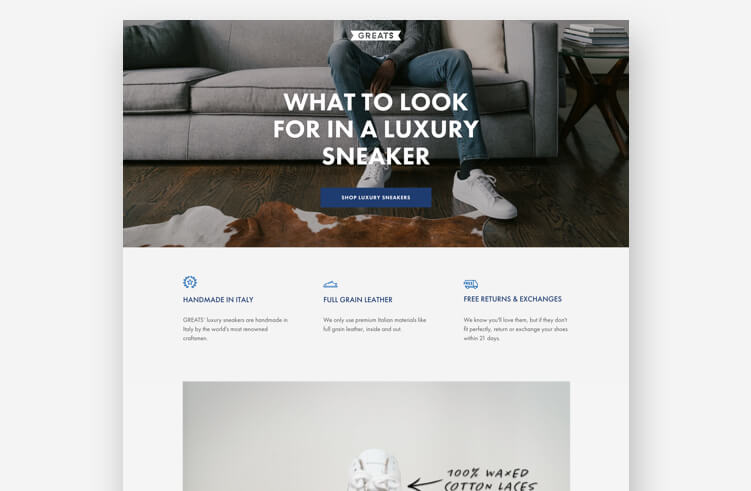 GREATS
WHAT TO LOOK
FOR IN A LUXURY
SNEAKER
SHOP LUXURY SNEAKERS
HANDMADE IN ITALY
GREATS' luxury sneakers are handmade in
Italy by the world's most renowned
craftsmen.
FULL GRAIN LEATHER
We only use premium Italian materials like
full grain leather, inside and out.
FREE
FREE RETURNS & EXCHANGES
We know you'll love them, but if they don't
fit perfectly, return or exchange your shoes
within 21 days.
100% WAXED
COTTON LACES